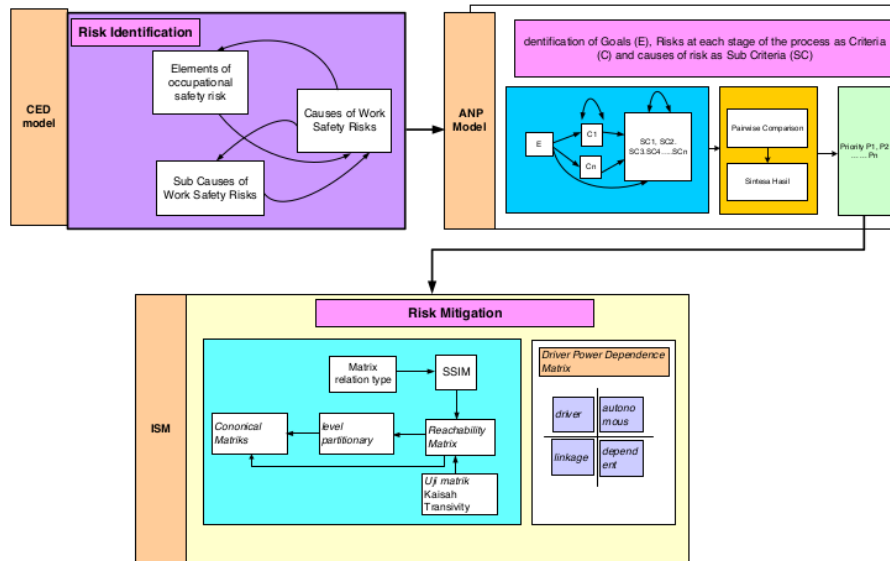 CED
model
Risk Identification
Elements of
occupational
safety risk
Causes of Work
Safety Risks
Sub Causes of
Work Safety Risks
ANP
Model
dentification of Goals (E), Risks at each stage of the process as Criteria
(C) and causes of risk as Sub Criteria (SC)
E
C1
Cn
SC1, SC2.
SC3.SC4.....SCn
Pairwise Comparison
Sintesa Hasil
Priority P1, P2
....... Pn
ISM
Risk Mitigation
Matrix
relation type
SSIM
Cononical
Matriks
level
partitionary
Reachability
Matrix
Uji matrik
Kaisah
Transivity
Driver Power Dependence
Matrix
driver
autono
mous
linkage
depend
ent